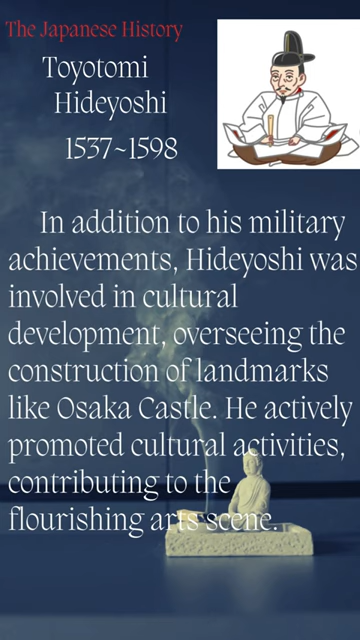 The Japanese History
Toyotomi
Hideyoshi
1537~1598
In addition to his military
achievements, Hideyoshi was
involved in cultural
development, overseeing the
construction of landmarks
like Osaka Castle. He actively
promoted cultural activities,
contributing to the
flourishing arts scene.